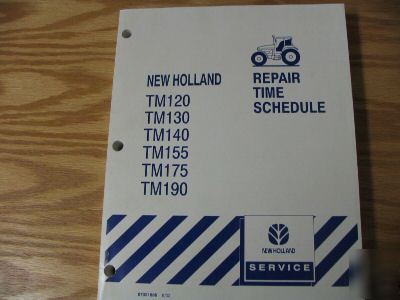 NEW HOLLAND
TM120
TM130
TM140
TM155
TM175
TM190
REPAIR
TIME
SCHEDULE
NEW HOLLAND
SERVICE